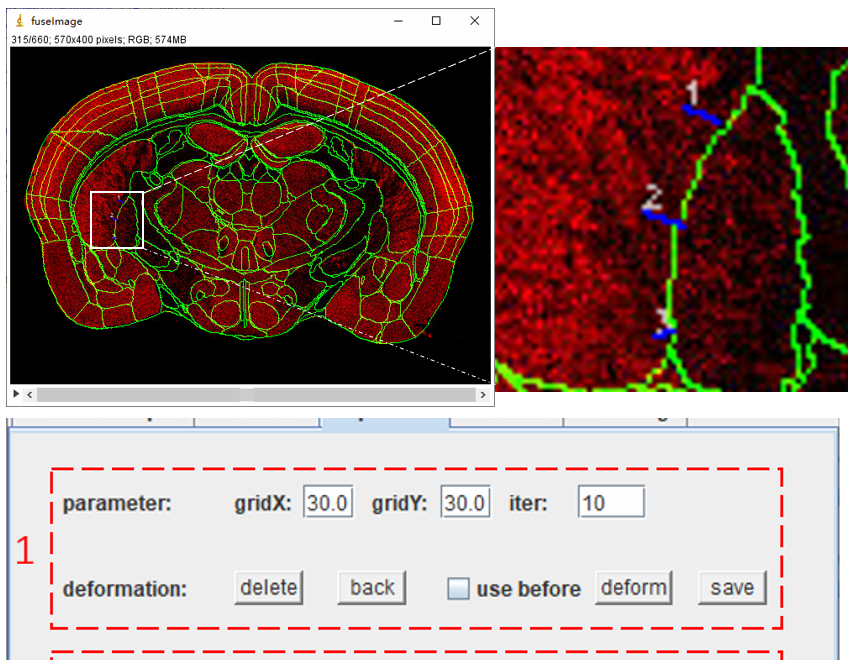 fuseImage
315/660; 570x400 pixels; RGB; 574MB
1
2
3
2
parameter: gridX: 30.0 gridY: 30.0 iter: 10
1
deformation: delete back use before deform save